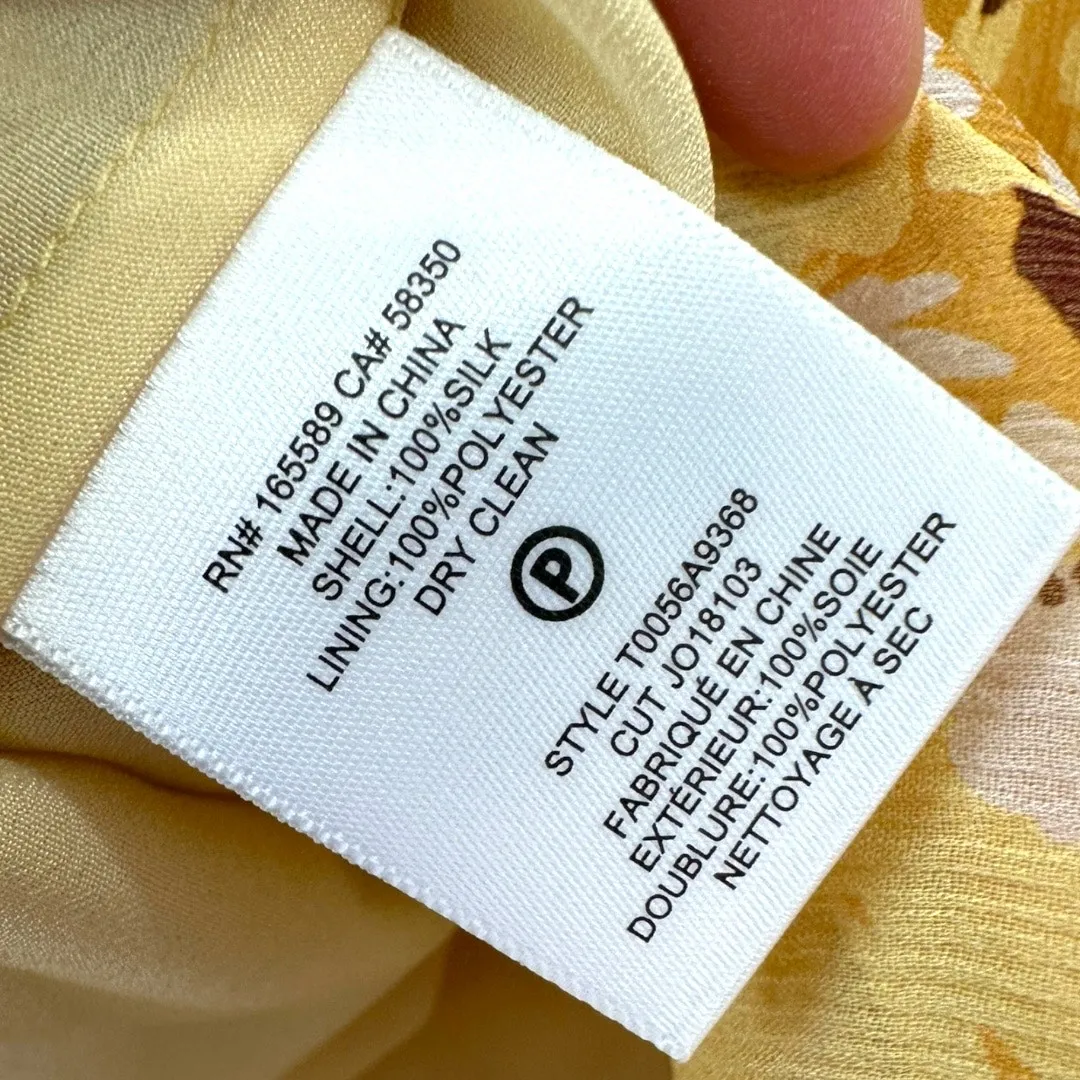 RN# 165589 CA# 58350
MADE IN CHINA
SHELL:100%SILK
LINING:100%POLYESTER
DRY CLEAN
P
STYLE T0056A9368
CUT JO18103
FABRIQUÉ EN CHINE
EXTÉRIEUR:100%SOIE
DOUBLURE:100%POLYESTER
NETTOYAGE À SEC